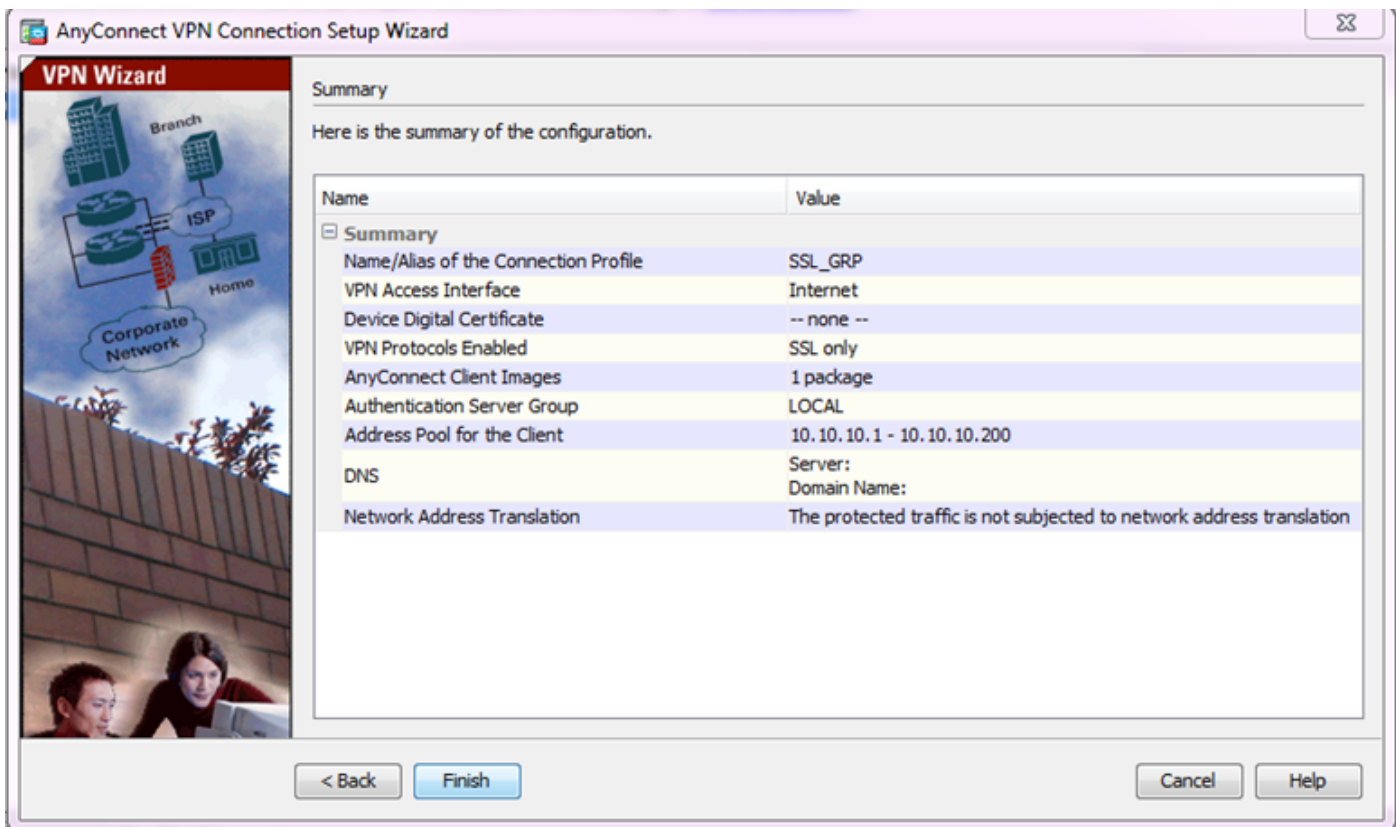 AnyConnect VPN Connection Setup Wizard
VPN Wizard
Branch
ISP
Home
Corporate
Network
Summary
Here is the summary of the configuration.
Name Value
Summary
Name/Alias of the Connection Profile SSL_GRP
VPN Access Interface Internet
Device Digital Certificate -- none --
VPN Protocols Enabled SSL only
AnyConnect Client Images 1 package
Authentication Server Group LOCAL
Address Pool for the Client 10.10.10.1 - 10.10.10.200
DNS Server:
Domain Name:
Network Address Translation The protected traffic is not subjected to network address translation
< Back Finish Cancel Help